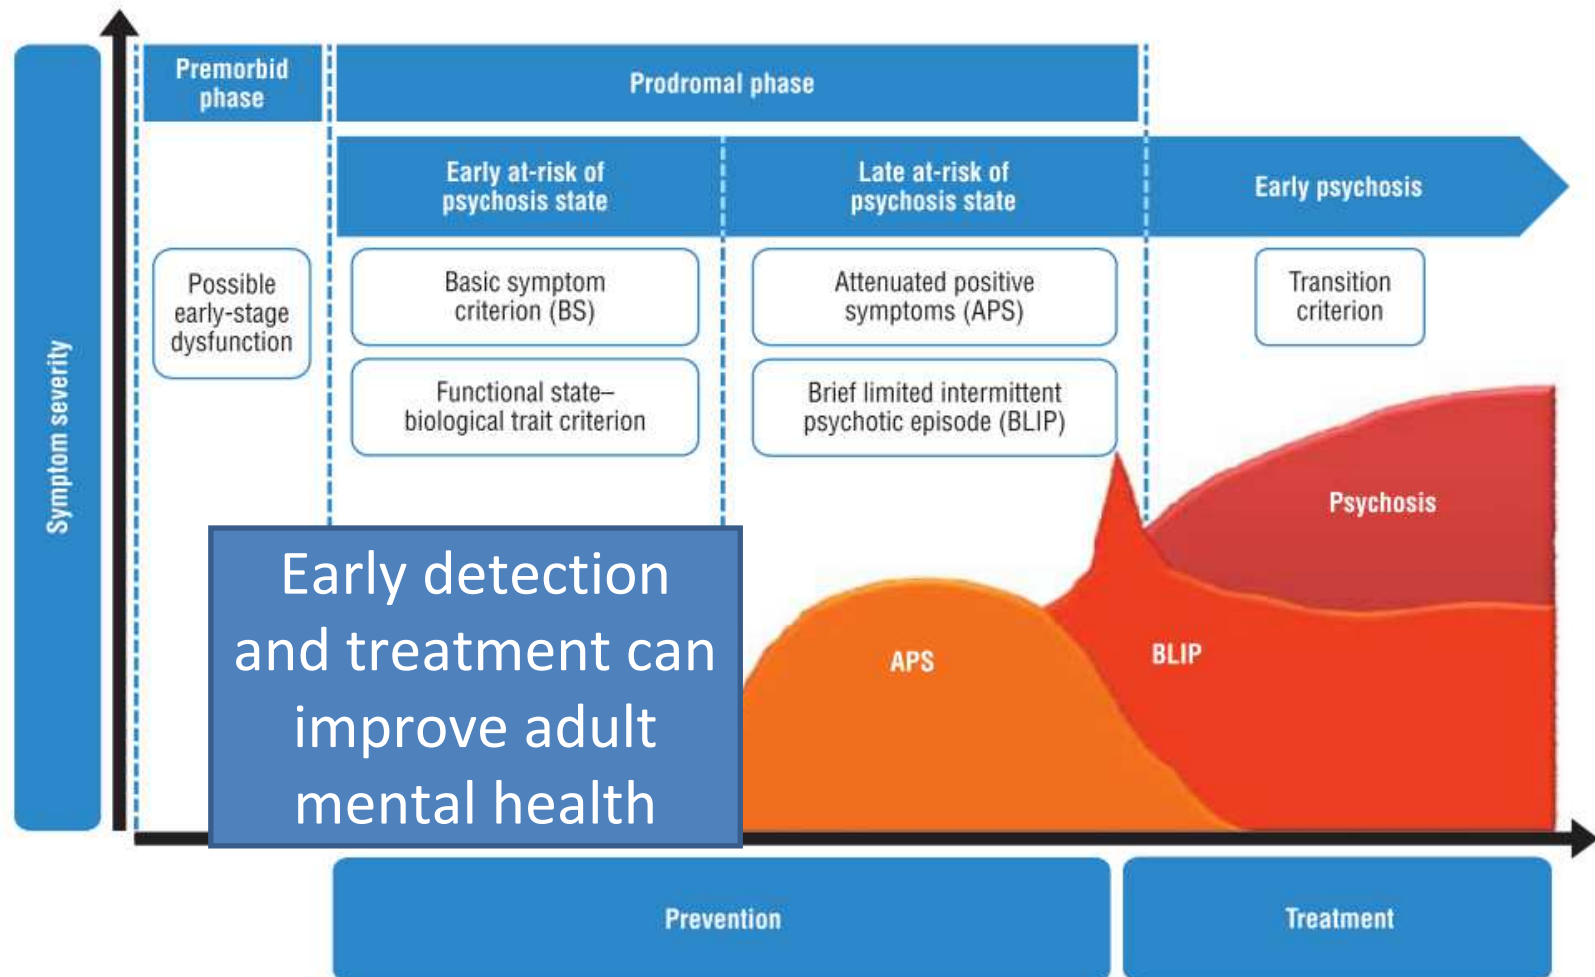 Symptom severity
Premorbid
phase
Prodromal phase
Early at-risk of
psychosis state
Late at-risk of
psychosis state
Early psychosis
Possible
early-stage
dysfunction
Basic symptom
criterion (BS)
Functional state–
biological trait criterion
Attenuated positive
symptoms (APS)
Brief limited intermittent
psychotic episode (BLIP)
Transition
criterion
Psychosis
APS
BLIP
Early detection
and treatment can
improve adult
mental health
Prevention
Treatment